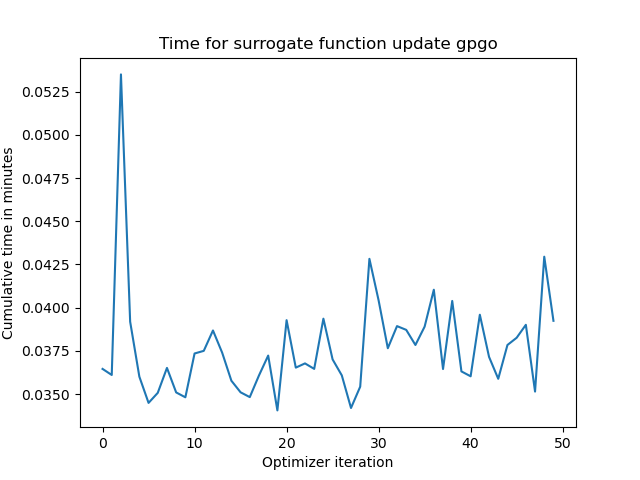 Time for surrogate function update gpgo
Cumulative time in minutes
0.0525
0.0500
0.0475
0.0450
0.0425
0.0400
0.0375
0.0350
0 10 20 30 40 50
Optimizer iteration